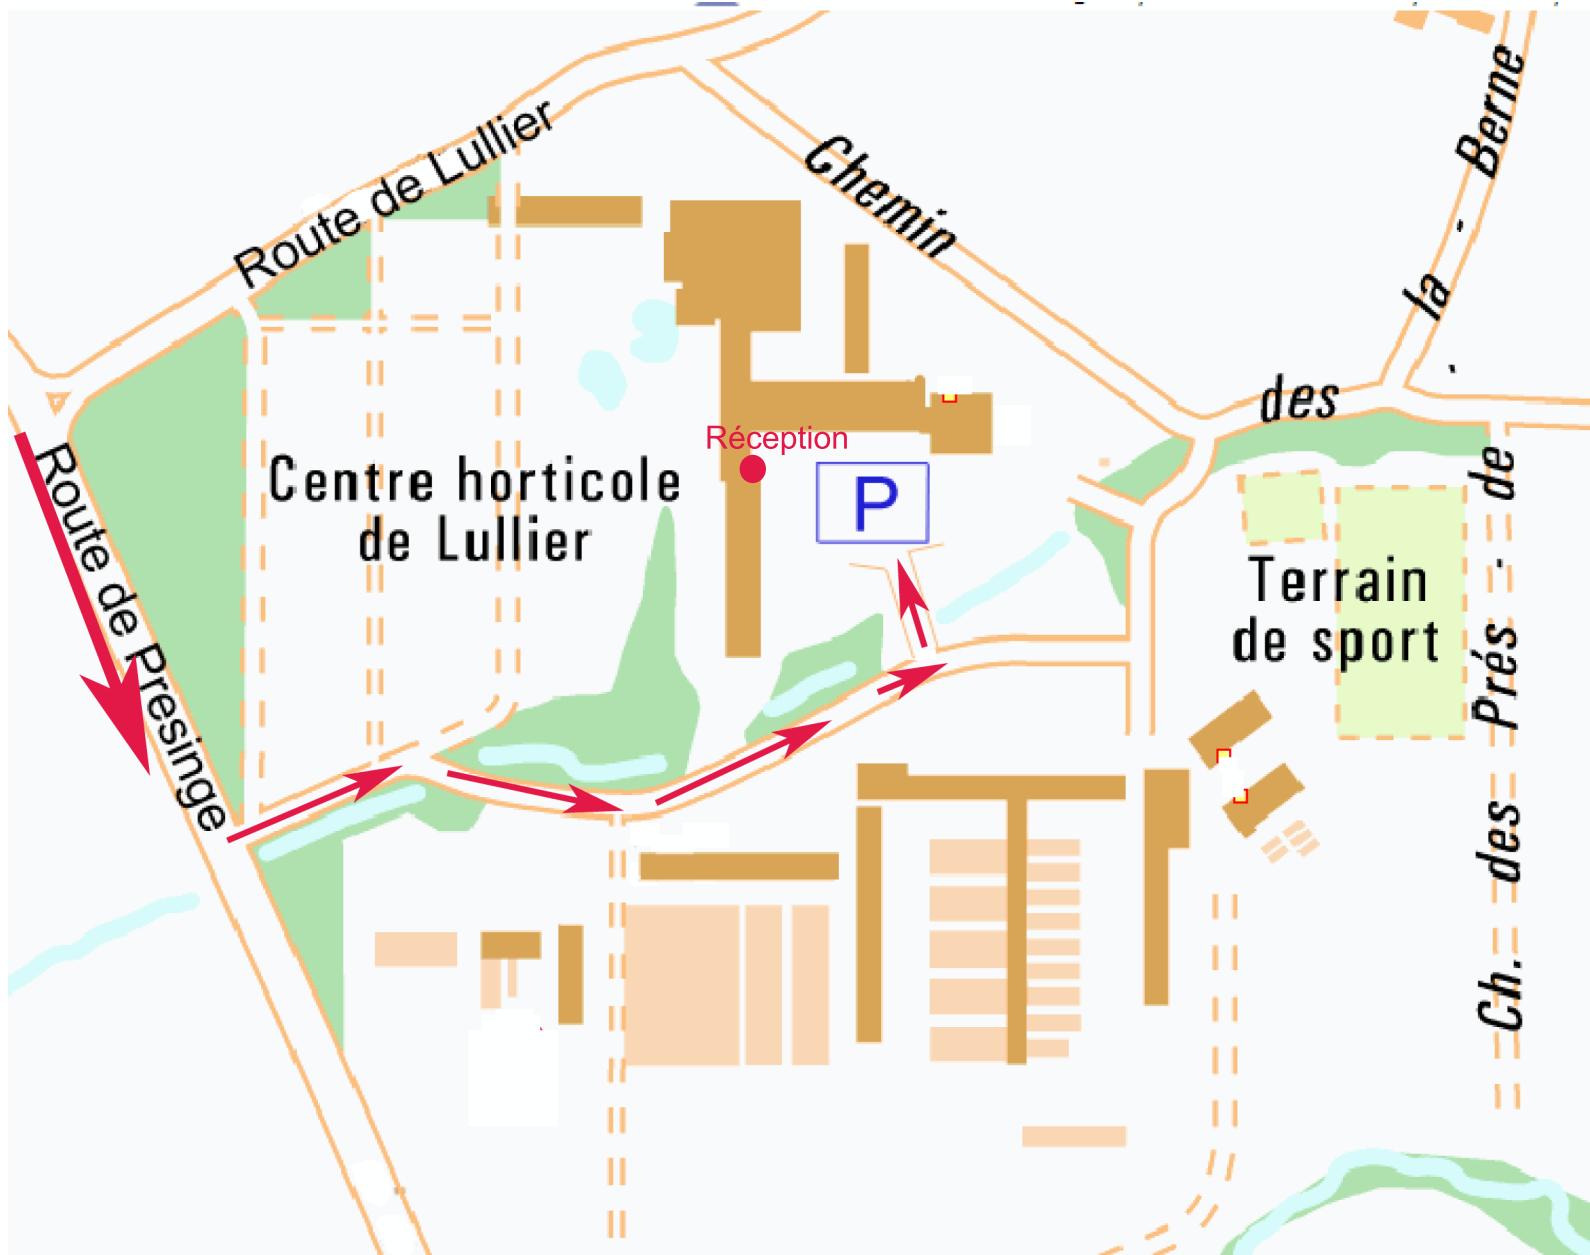 Route de Lullier
Chemin
des
la - Berne
Réception
P
Centre horticole
de Lullier
Route de Presinge
Terrain
de sport
Ch. des Prés - de -